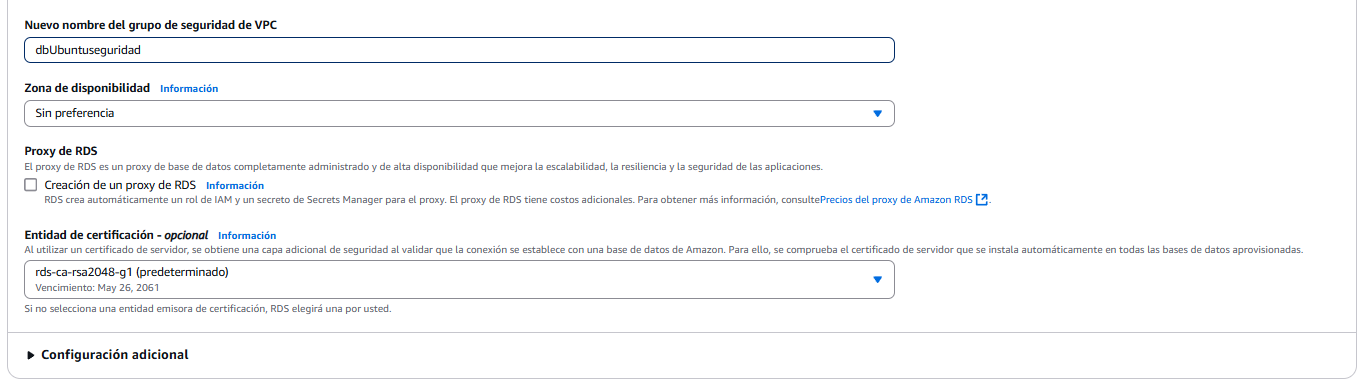 Nuevo nombre del grupo de seguridad de VPC
dbUbuntuseguridad
Zona de disponibilidad Información
Sin preferencia
Proxy de RDS
El proxy de RDS es un proxy de base de datos completamente administrado y de alta disponibilidad que mejora la escalabilidad, la resiliencia y la seguridad de las aplicaciones.
Creación de un proxy de RDS Información
RDS crea automáticamente un rol de IAM y un secreto de Secrets Manager para el proxy. El proxy de RDS tiene costos adicionales. Para obtener más información, consultePrecios del proxy de Amazon RDS.
Entidad de certificación - opcional Información
Al utilizar un certificado de servidor, se obtiene una capa adicional de seguridad al validar que la conexión se establece con una base de datos de Amazon. Para ello, se comprueba el certificado de servidor que se instala automáticamente en todas las bases de datos aprovisionadas.
rds-ca-rsa2048-g1 (predeterminado)
Vencimiento: May 26, 2061
Si no selecciona una entidad emisora de certificación, RDS elegirá una por usted.
Configuración adicional